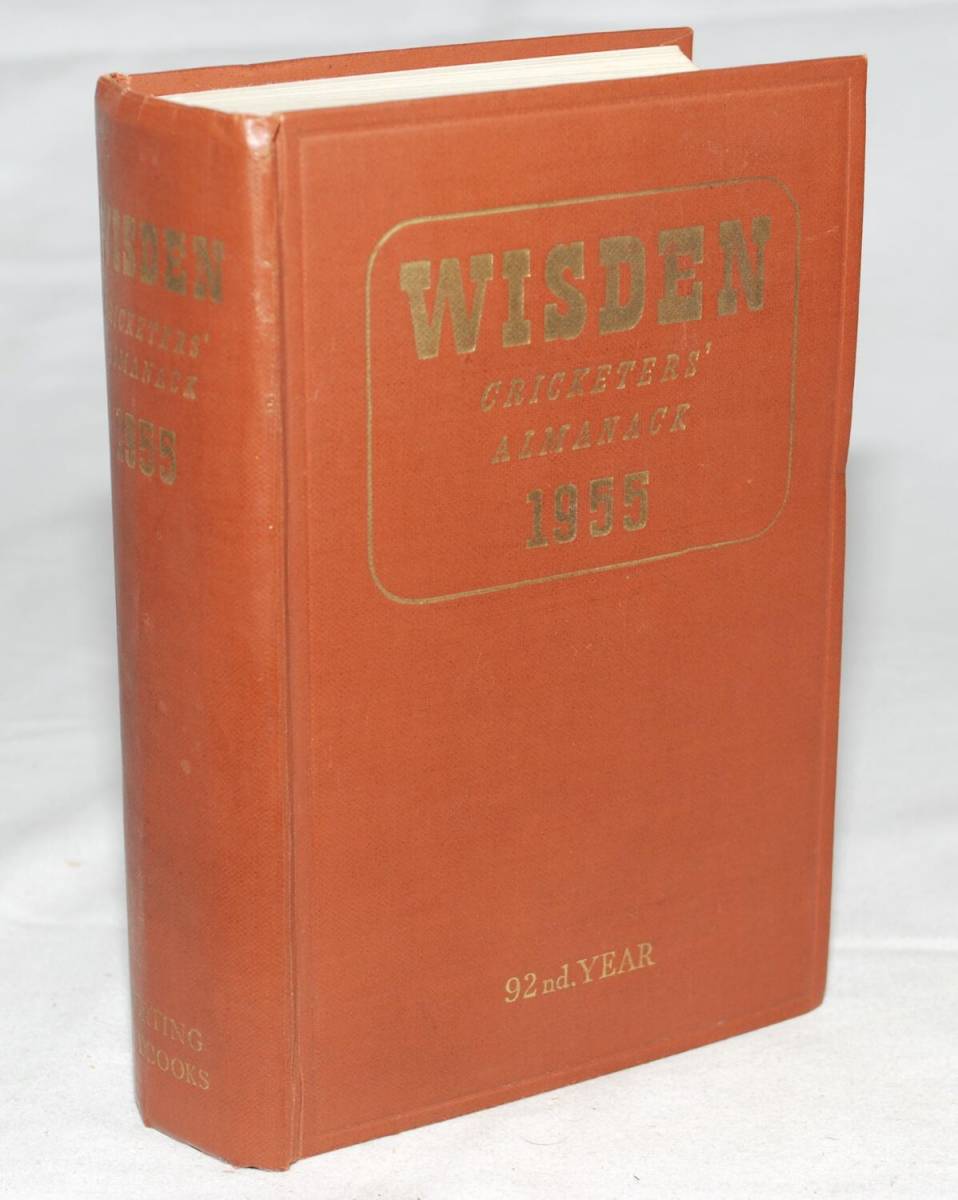 WISDEN
CRICKETERS'
ALMANACK
1955
92nd. YEAR
WISDEN
CRICKETERS'
ALMANACK
1955